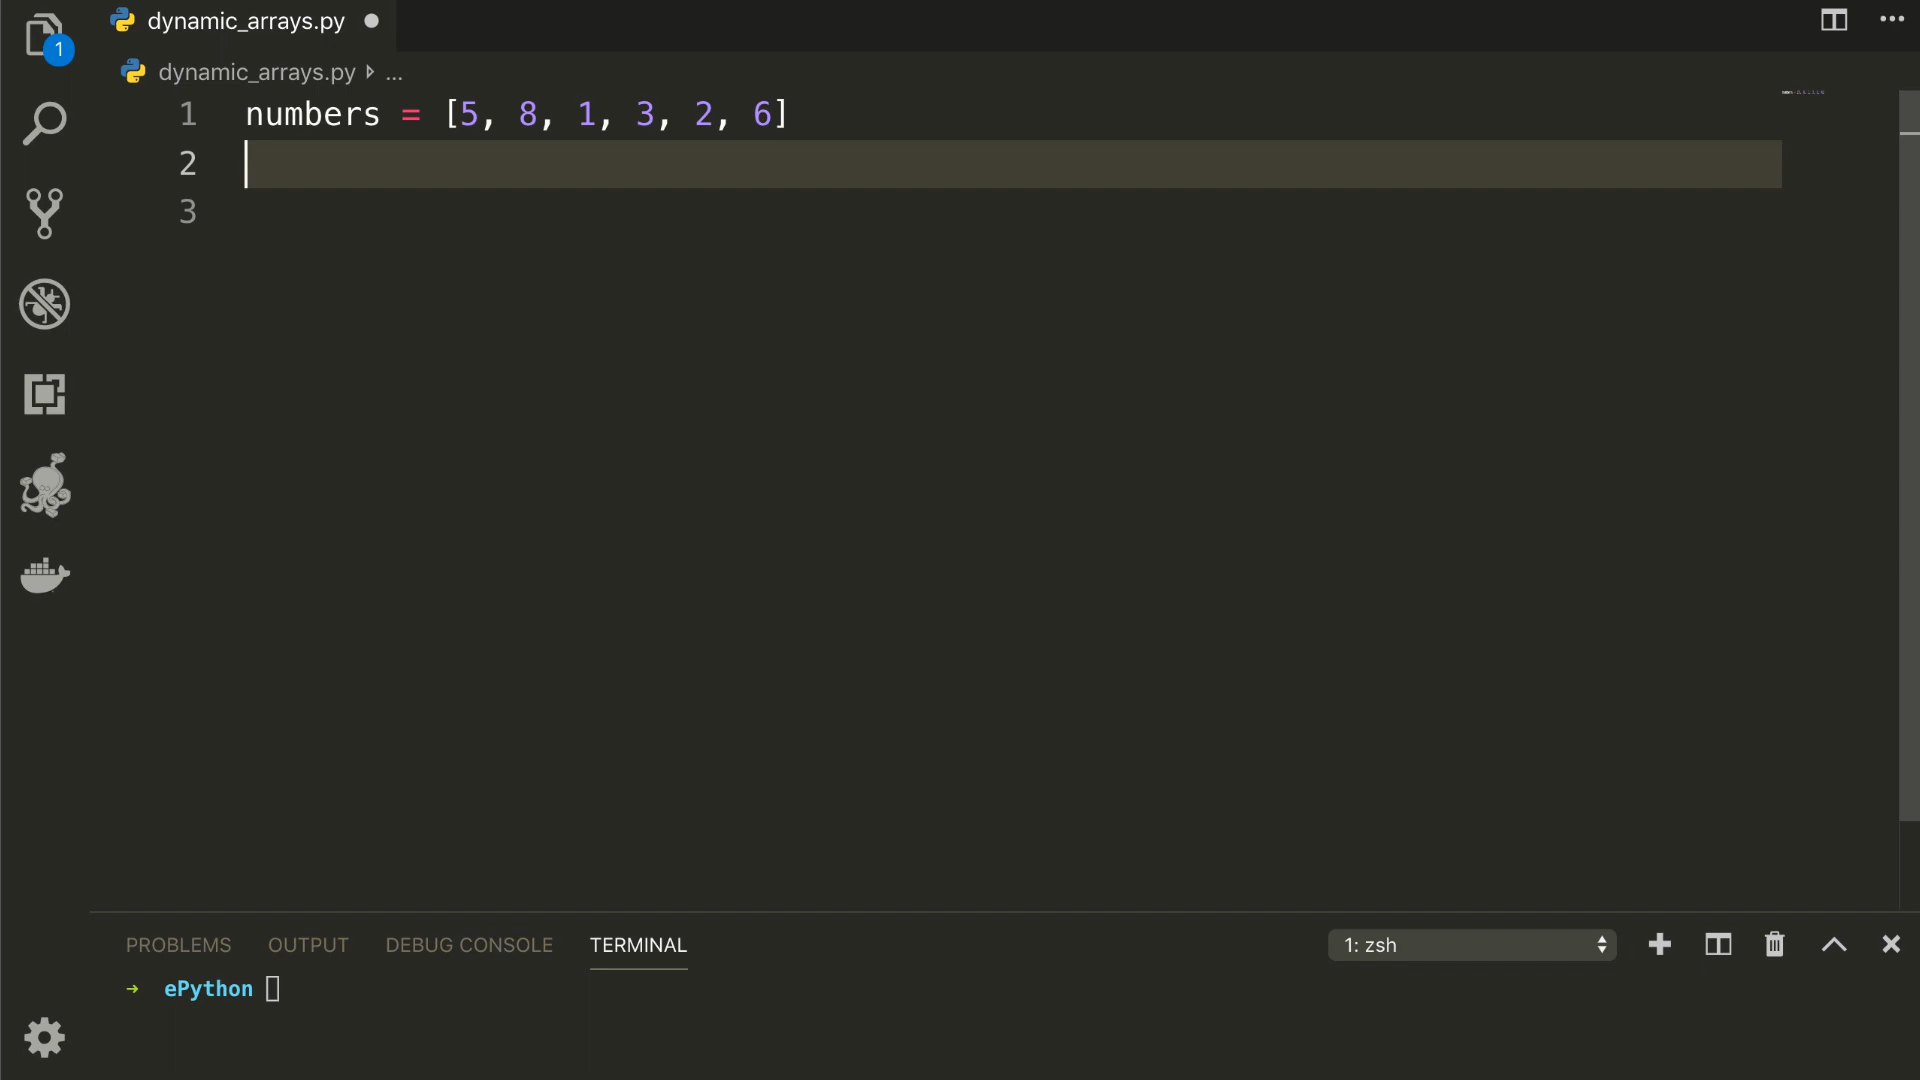 dynamic_arrays.py
1
dynamic_arrays.py ...
1 numbers = [5, 8, 1, 3, 2, 6]
2
3
PROBLEMS OUTPUT DEBUG CONSOLE TERMINAL 1: zsh
→ ePython